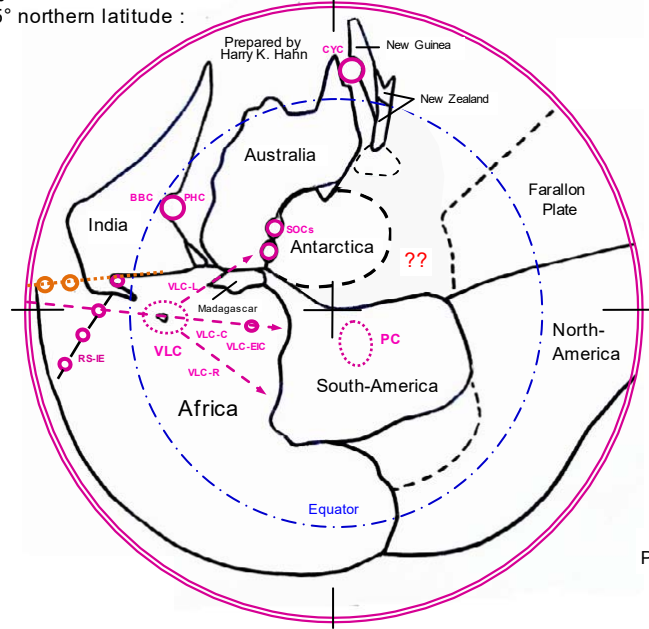 5° northern latitude :
Prepared by
Harry K. Hahn
CYC
New Guinea
New Zealand
Australia
Farallon
Plate
BBC
PHC
India
SOCs
Antarctica
??
VLC-L
Madagascar
VLC-C
VLC-EIC
VLC
PC
North-
America
RS-IE
VLC-R
South-America
Africa
Equator